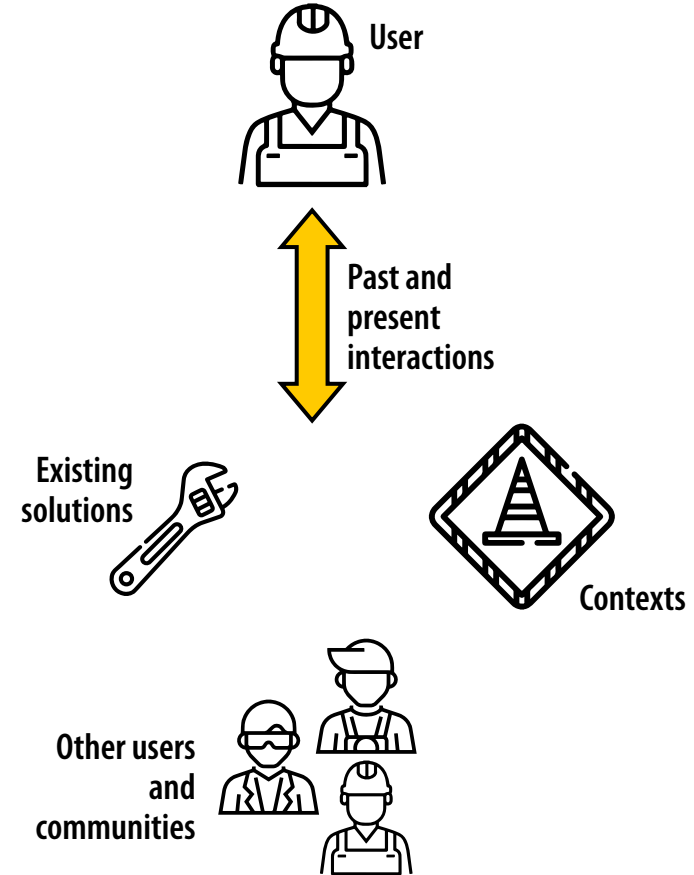 User
Past and
present
interactions
Existing
solutions
Contexts
Other users
and
communities